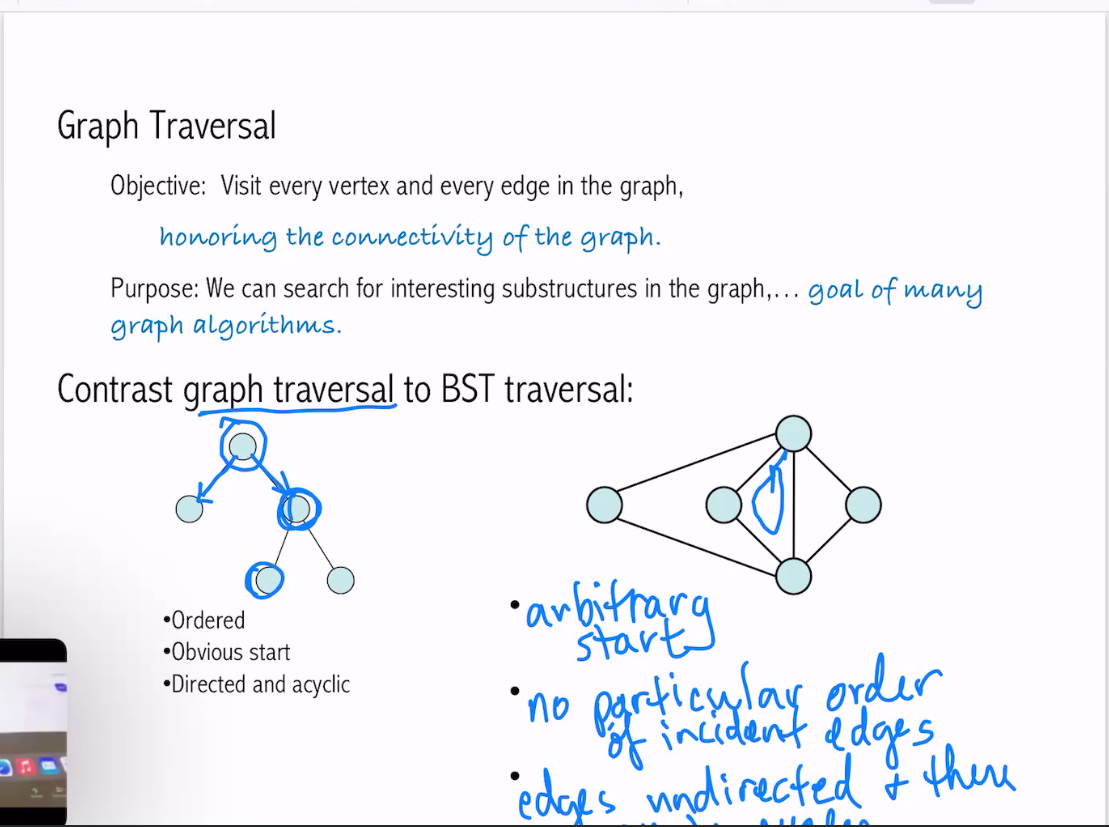 Graph Traversal
Objective: Visit every vertex and every edge in the graph,
honoring the connectivity of the graph.
Purpose: We can search for interesting substructures in the graph,... goal of many
graph algorithms.
Contrast graph traversal to BST traversal:
•Ordered
•Obvious start
•Directed and acyclic
•arbitrary
start
•no particular order
of incident edges
•edges undirected + there